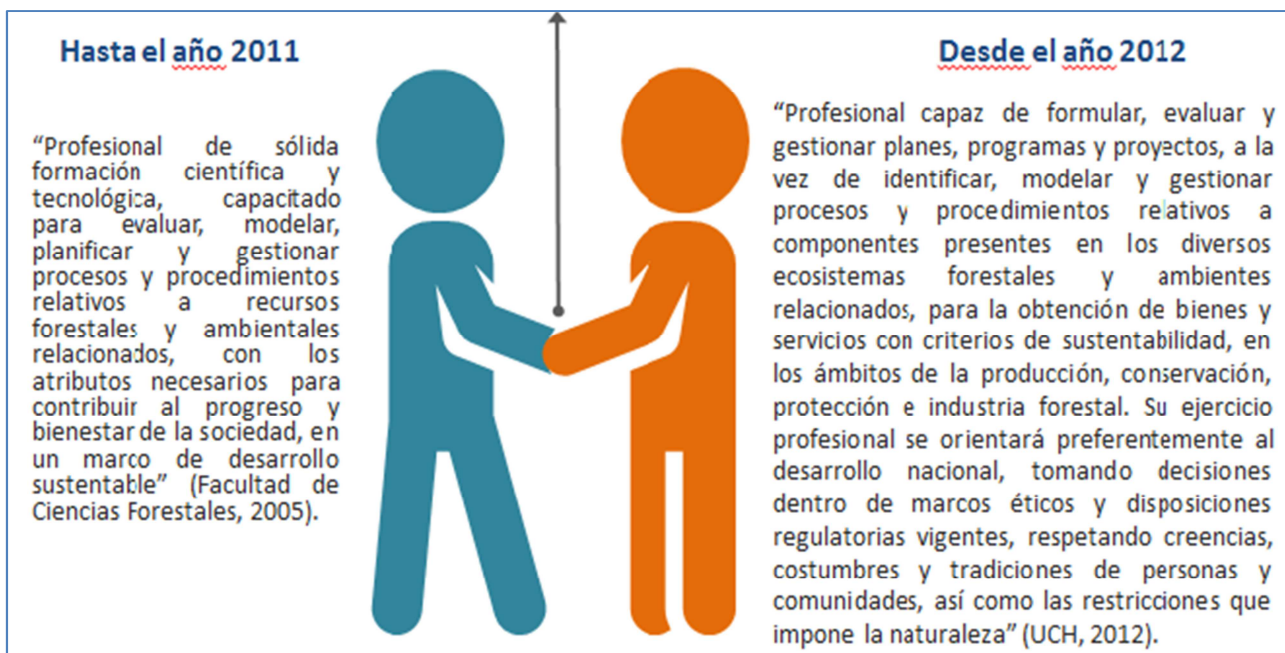 Hasta el año 2011
“Profesional de sólida
formación científica y
tecnológica, capacitado
para evaluar, modelar,
planificar y gestionar
procesos y procedimientos
relativos a recursos
forestales y ambientales
relacionados, con los
atributos necesarios para
contribuir al progreso y
bienestar de la sociedad, en
un marco de desarrollo
sustentable” (Facultad de
Ciencias Forestales, 2005).
Desde el año 2012
“Profesional capaz de formular, evaluar y
gestionar planes, programas y proyectos, a la
vez de identificar, modelar y gestionar
procesos y procedimientos relativos a
componentes presentes en los diversos
ecosistemas forestales y ambientes
relacionados, para la obtención de bienes y
servicios con criterios de sustentabilidad, en
los ámbitos de la producción, conservación,
protección e industria forestal. Su ejercicio
profesional se orientará preferentemente al
desarrollo nacional, tomando decisiones
dentro de marcos éticos y disposiciones
regulatorias vigentes, respetando creencias,
costumbres y tradiciones de personas y
comunidades, así como las restricciones que
impone la naturaleza” (UCH, 2012).